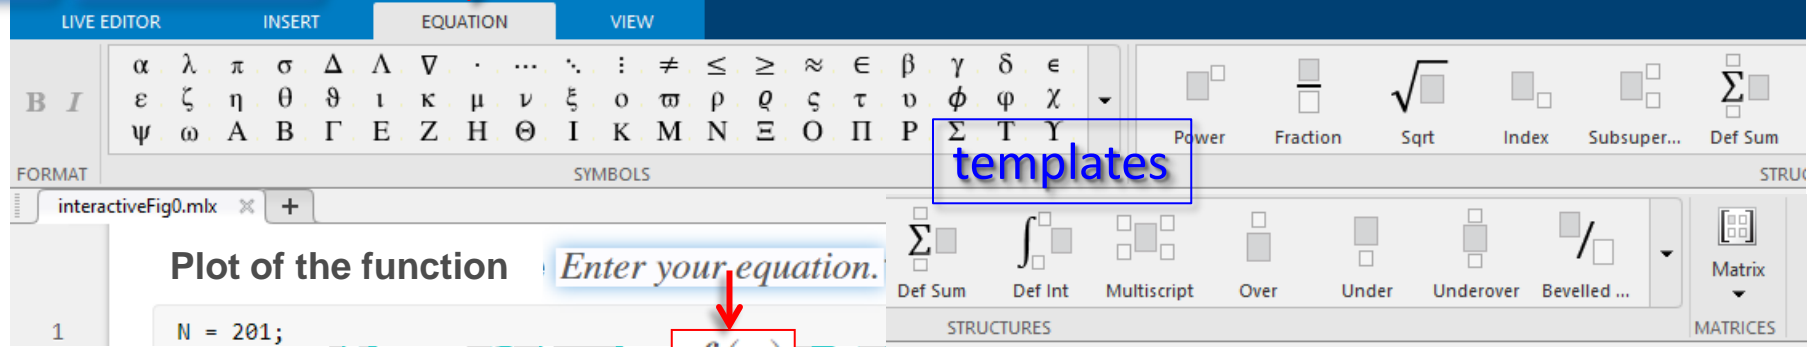 LIVE EDITOR INSERT EQUATION VIEW
α λ π σ Δ Λ ∇ · ⋯ ⋱ ⋮ ≠ ≤ ≥ ≈ ∈ β γ δ ϵ
B I ε ζ η θ ϑ ι κ μ ν ξ ο ϖ ρ ϱ ς τ υ ϕ φ χ
ψ ω Α Β Γ Ε Ζ Η Θ Ι Κ Μ Ν Ξ Ο Π Ρ Σ Τ Υ
Power Fraction Sqrt Index Subsuper... Def Sum
templates
FORMAT SYMBOLS
interactiveFig0.mlx × +
Def Sum Def Int Multiscript Over Under Underover Bevelled ... Matrix
Plot of the function Enter your equation.
STRUCTURES MATRICES
1 N = 201;